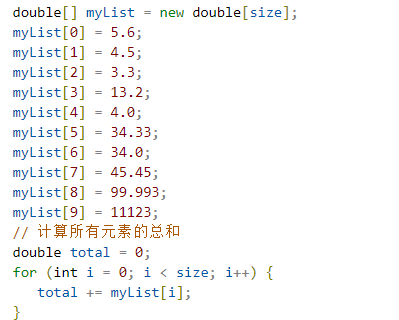 double[] myList = new double[size];
myList[0] = 5.6;
myList[1] = 4.5;
myList[2] = 3.3;
myList[3] = 13.2;
myList[4] = 4.0;
myList[5] = 34.33;
myList[6] = 34.0;
myList[7] = 45.45;
myList[8] = 99.993;
myList[9] = 11123;
// 计算所有元素的总和
double total = 0;
for (int i = 0; i < size; i++) {
   total += myList[i];
}